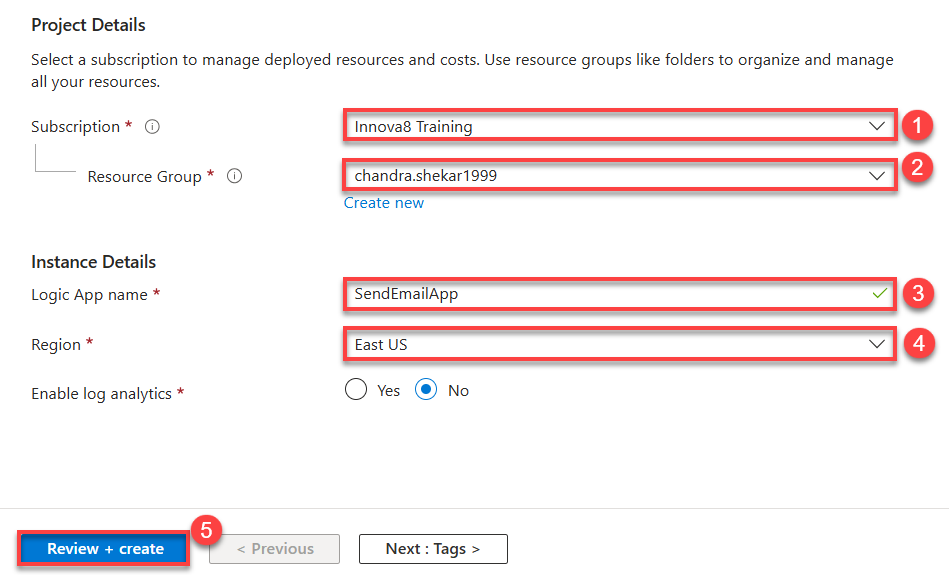 Project Details
Select a subscription to manage deployed resources and costs. Use resource groups like folders to organize and manage
all your resources.
Subscription * i Innova8 Training 1
Resource Group * i chandra.shekar1999 2
Create new
Instance Details
Logic App name * SendEmailApp 3
Region * East US 4
Enable log analytics * Yes No
5
Review + create < Previous Next : Tags >